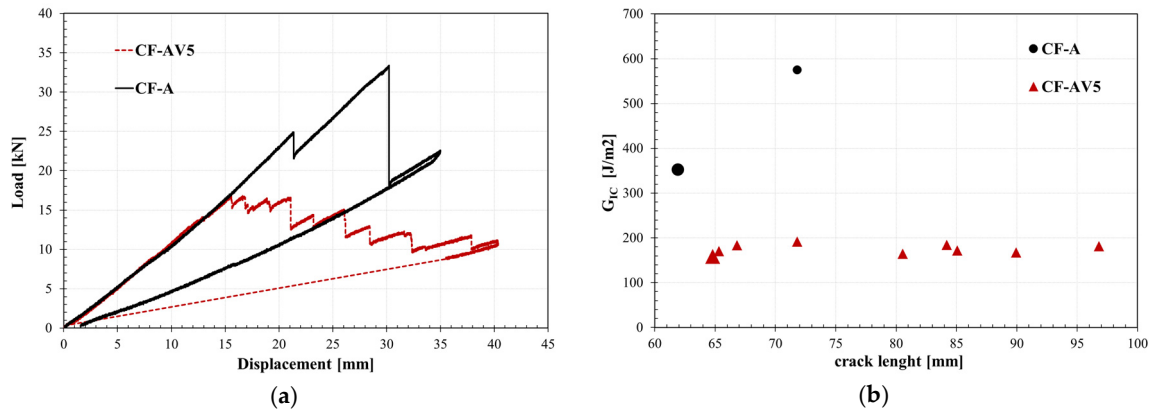 40
35
30
25
20
15
10
5
0
Load [kN]
CF-AV5
CF-A
0 5 10 15 20 25 30 35 40 45
Displacement [mm]
(a)
700
600
500
400
300
200
100
0
G_IC [J/m2]
CF-A
CF-AV5
60 65 70 75 80 85 90 95 100
crack lenght [mm]
(b)